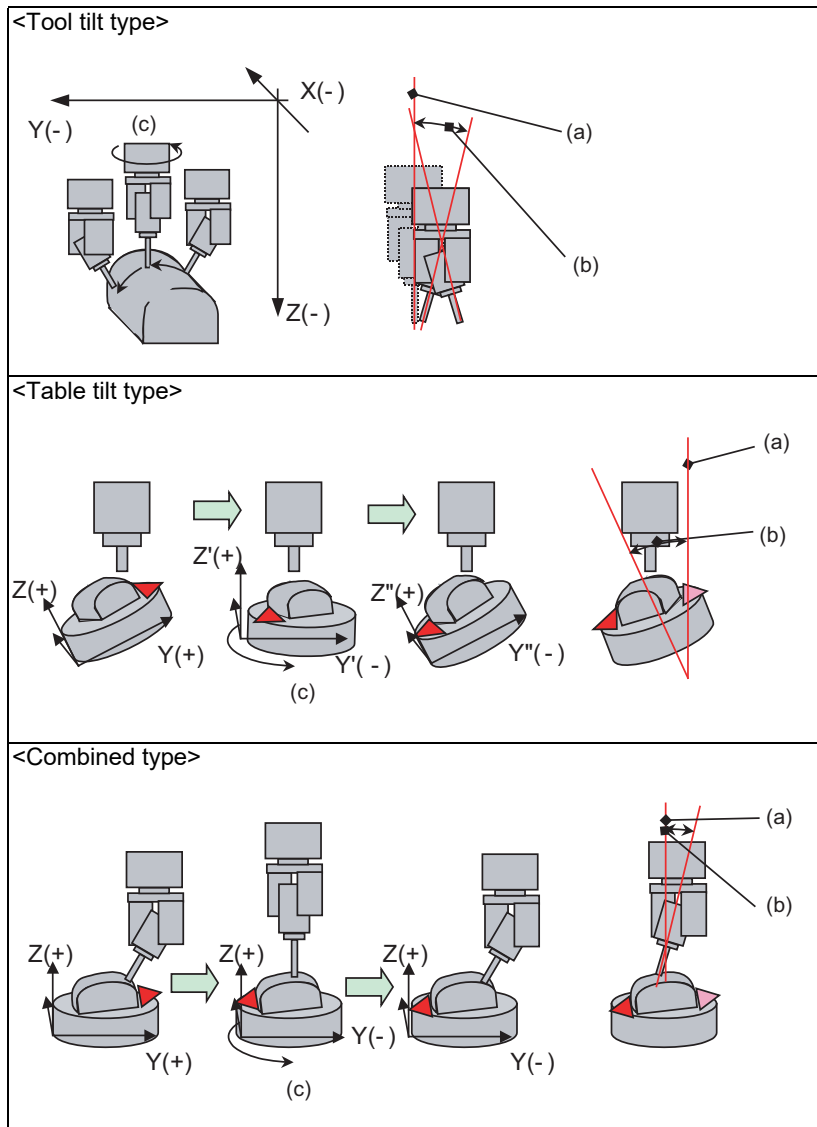 <Tool tilt type>
X(-)
Y(-)
(c)
(a)
(b)
Z(-)
<Table tilt type>
(a)
(b)
Z(+)
Z'(+)
Z"(+)
Y(+)
Y'(-)
Y"(-)
(c)
<Combined type>
(a)
(b)
Z(+)
Z(+)
Z(+)
Y(+)
Y(-)
Y(-)
(c)